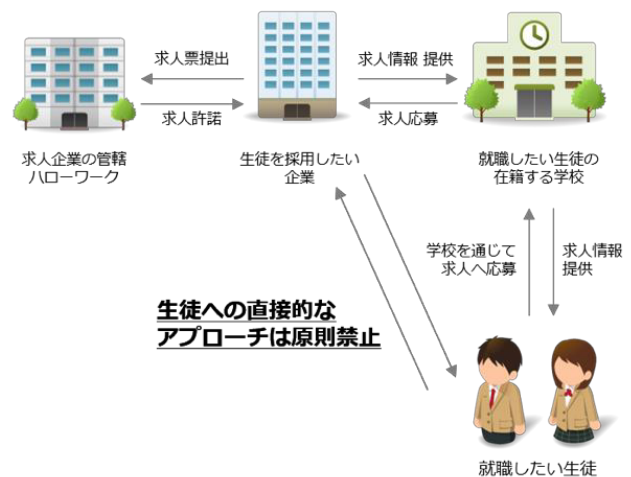 求人票提出
求人許諾
求人情報 提供
求人応募
求人企業の管轄
ハローワーク
生徒を採用したい
企業
就職したい生徒の
在籍する学校
学校を通じて
求人へ応募
求人情報
提供
生徒への直接的な
アプローチは原則禁止
就職したい生徒